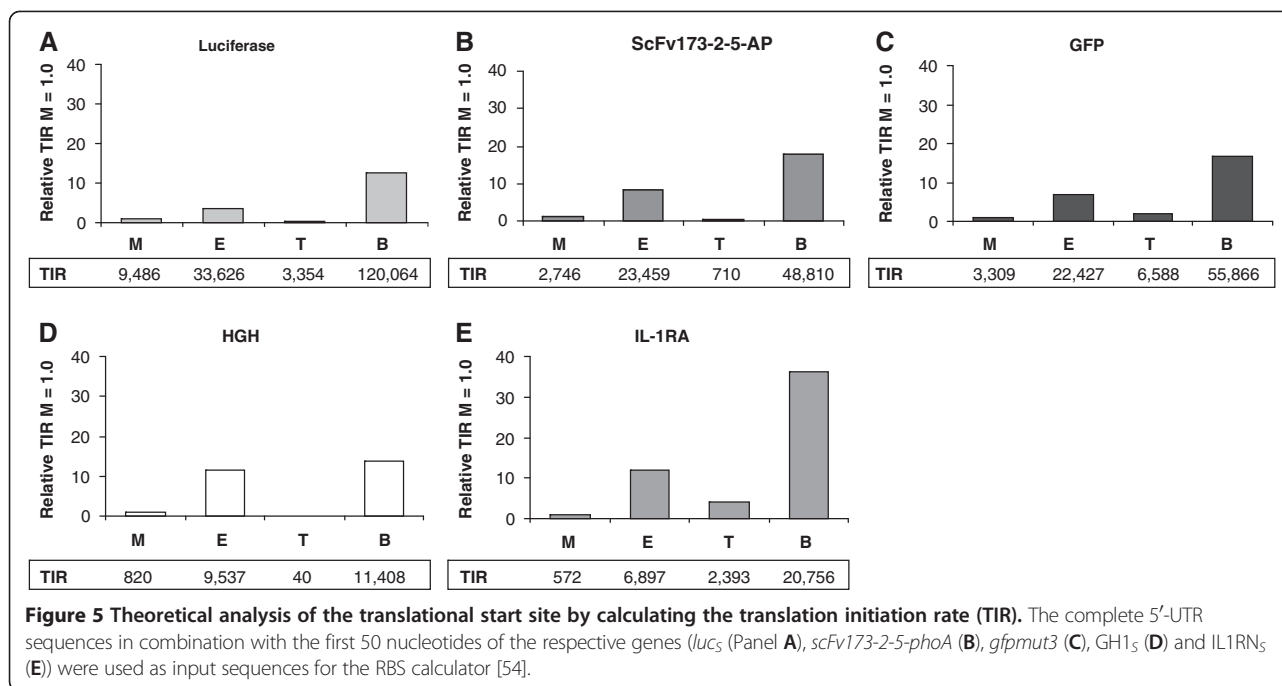 A
Luciferase
Relative TIR M = 1.0
40
30
20
10
0
M E T B
TIR 9,486 33,626 3,354 120,064
B
ScFv173-2-5-AP
Relative TIR M = 1.0
40
30
20
10
0
M E T B
TIR 2,746 23,459 710 48,810
C
GFP
Relative TIR M = 1.0
40
30
20
10
0
M E T B
TIR 3,309 22,427 6,588 55,866
D
HGH
Relative TIR M = 1.0
40
30
20
10
0
M E T B
TIR 820 9,537 40 11,408
E
IL-1RA
Relative TIR M = 1.0
40
30
20
10
0
M E T B
TIR 572 6,897 2,393 20,756
Figure 5 Theoretical analysis of the translational start site by calculating the translation initiation rate (TIR). The complete 5′-UTR
sequences in combination with the first 50 nucleotides of the respective genes (lucS (Panel A), scFv173-2-5-phoA (B), gfpmut3 (C), GH1S (D) and IL1RNS
(E)) were used as input sequences for the RBS calculator [54].